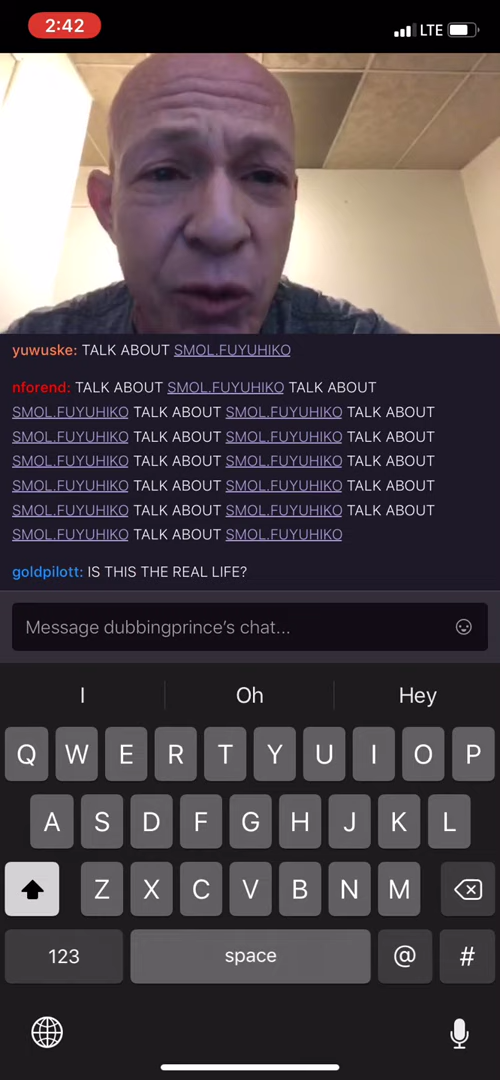 2:42
LTE
yuwuske: TALK ABOUT SMOL.FUYUHIKO
nforend: TALK ABOUT SMOL.FUYUHIKO TALK ABOUT
SMOL.FUYUHIKO TALK ABOUT SMOL.FUYUHIKO TALK ABOUT
SMOL.FUYUHIKO TALK ABOUT SMOL.FUYUHIKO TALK ABOUT
SMOL.FUYUHIKO TALK ABOUT SMOL.FUYUHIKO TALK ABOUT
SMOL.FUYUHIKO TALK ABOUT SMOL.FUYUHIKO TALK ABOUT
SMOL.FUYUHIKO TALK ABOUT SMOL.FUYUHIKO TALK ABOUT
SMOL.FUYUHIKO TALK ABOUT SMOL.FUYUHIKO
goldpilott: IS THIS THE REAL LIFE?
Message dubbingprince's chat...
I Oh Hey
Q W E R T Y U I O P
A S D F G H J K L
Z X C V B N M
123 space @ #